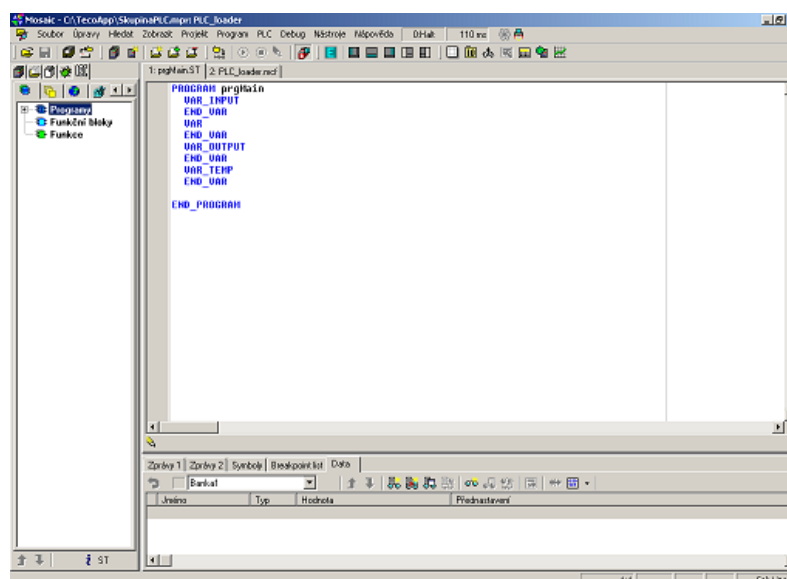 Mosaic - C:\TecoApp\SkupinaPLC.mpr: PLC_loader
Soubor Úpravy Hledat Zobrazit Projekt Program PLC Debug Nástroje Nápověda D:Halt 110 ms
1: prgMain.ST 2: PLC_loader.mcf
Programy
Funkční bloky
Funkce
PROGRAM prgMain
VAR_INPUT
END_VAR
VAR
END_VAR
VAR_OUTPUT
END_VAR
VAR_TEMP
END_VAR
END_PROGRAM
Zprávy 1 Zprávy 2 Symboly Breakpoint list Data
Banka1
Jméno Typ Hodnota Přednastavení
ST